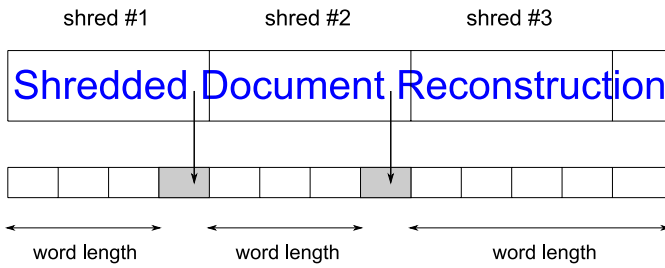 shred #1 shred #2 shred #3
Shredded Document Reconstruction
word length word length word length